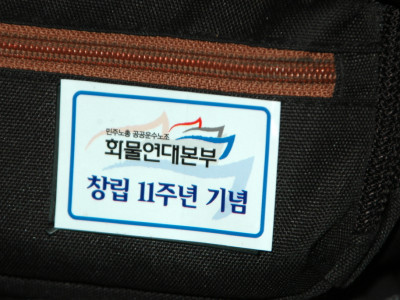 민주노총 공공운수노조
화물연대본부
창립 11주년 기념